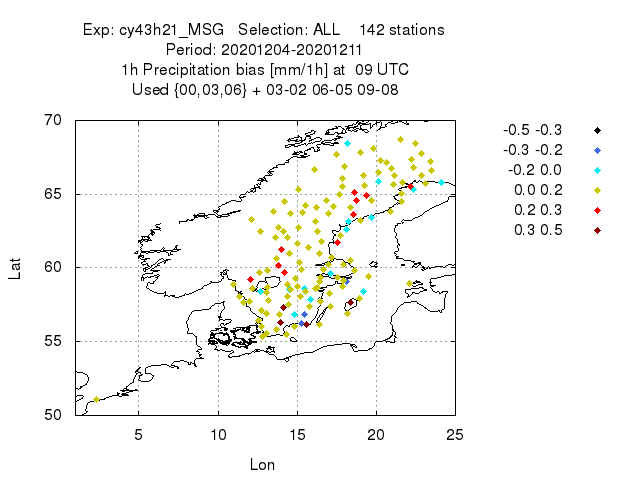 Exp: cy43h21_MSG   Selection: ALL    142 stations
Period: 20201204-20201211
1h Precipitation bias [mm/1h] at  09 UTC
Used {00,03,06} + 03-02 06-05 09-08
70
65
60
55
50
Lat
5
10
15
20
25
Lon
-0.5 -0.3
-0.3 -0.2
-0.2 0.0
0.0 0.2
0.2 0.3
0.3 0.5